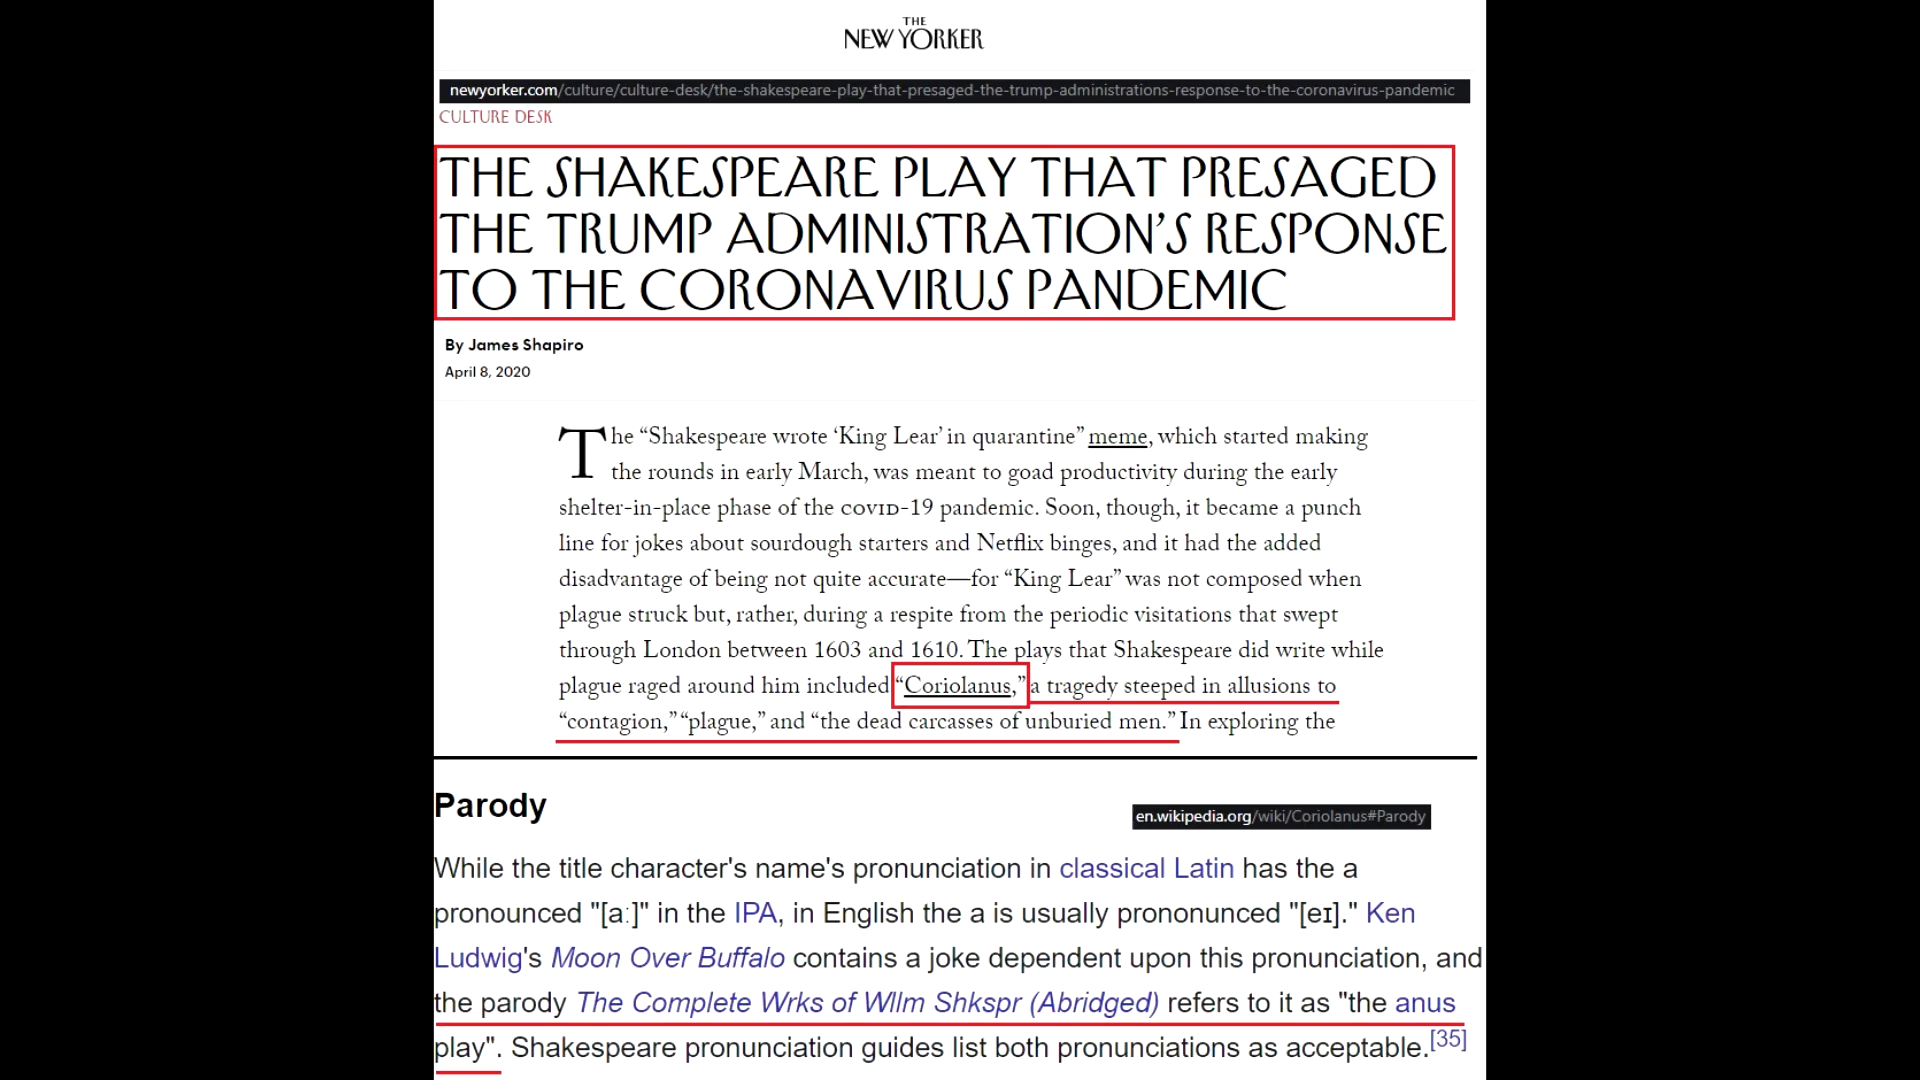 THE
NEW YORKER
newyorker.com/culture/culture-desk/the-shakespeare-play-that-presaged-the-trump-administrations-response-to-the-coronavirus-pandemic
CULTURE DESK
THE SHAKESPEARE PLAY THAT PRESAGED
THE TRUMP ADMINISTRATION’S RESPONSE
TO THE CORONAVIRUS PANDEMIC
By James Shapiro
April 8, 2020
The “Shakespeare wrote ‘King Lear’ in quarantine” meme, which started making
the rounds in early March, was meant to goad productivity during the early
shelter-in-place phase of the COVID-19 pandemic. Soon, though, it became a punch
line for jokes about sourdough starters and Netflix binges, and it had the added
disadvantage of being not quite accurate—for “King Lear” was not composed when
plague struck but, rather, during a respite from the periodic visitations that swept
through London between 1603 and 1610. The plays that Shakespeare did write while
plague raged around him included “Coriolanus,” a tragedy steeped in allusions to
“contagion,” “plague,” and “the dead carcasses of unburied men.” In exploring the
Parody
en.wikipedia.org/wiki/Coriolanus#Parody
While the title character's name's pronunciation in classical Latin has the a
pronounced "[aː]" in the IPA, in English the a is usually prononunced "[eɪ]." Ken
Ludwig's Moon Over Buffalo contains a joke dependent upon this pronunciation, and
the parody The Complete Wrks of Wllm Shkspr (Abridged) refers to it as "the anus
play". Shakespeare pronunciation guides list both pronunciations as acceptable.[35]